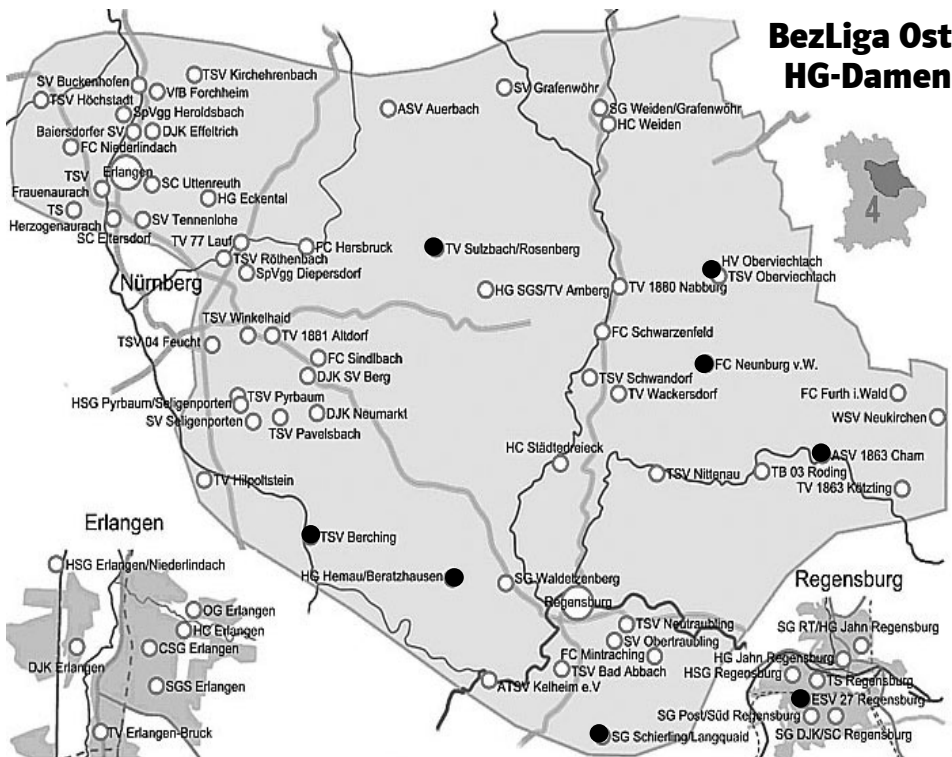 BezLiga Ost
HG-Damen
4
TSV Kirchehrenbach
SV Buckenhofen
VfB Forchheim
TSV Höchstadt
SpVgg Heroldsbach
Baiersdorfer SV
DJK Effeltrich
FC Niederlindach
Erlangen
TSV
Frauenaurach
SC Uttenreuth
HG Eckental
TS
Herzogenaurach
SV Tennenlohe
SC Eltersdorf
TV 77 Lauf
FC Hersbruck
TSV Röthenbach
SpVgg Diepersdorf
Nürnberg
ASV Auerbach
SV Grafenwöhr
SG Weiden/Grafenwöhr
HC Weiden
TV Sulzbach/Rosenberg
HG SGS/TV Amberg
HV Oberviechtach
TSV Oberviechtach
TV 1880 Nabburg
TSV Winkelhaid
TV 1881 Altdorf
TSV 04 Feucht
FC Sindlbach
DJK SV Berg
FC Schwarzenfeld
FC Neunburg v.W.
TSV Schwandorf
TV Wackersdorf
FC Furth i.Wald
WSV Neukirchen
TSV Pyrbaum
HSG Pyrbaum/Seligenporten
SV Seligenporten
DJK Neumarkt
TSV Pavelsbach
HC Städtedreieck
ASV 1863 Cham
TSV Nittenau
TB 03 Roding
TV 1863 Kötzting
TV Hilpoltstein
TSV Berching
HG Hemau/Beratzhausen
SG Waldetzenberg
Regensburg
TSV Neutraubling
SV Obertraubling
FC Mintraching
TSV Bad Abbach
ATSV Kelheim e.V
SG Schierling/Langquaid
Erlangen
HSG Erlangen/Niederlindach
OG Erlangen
HC Erlangen
CSG Erlangen
DJK Erlangen
SGS Erlangen
TV Erlangen-Bruck
Regensburg
SG RT/HG Jahn Regensburg
HG Jahn Regensburg
HSG Regensburg
TS Regensburg
ESV 27 Regensburg
SG Post/Süd Regensburg
SG DJK/SC Regensburg